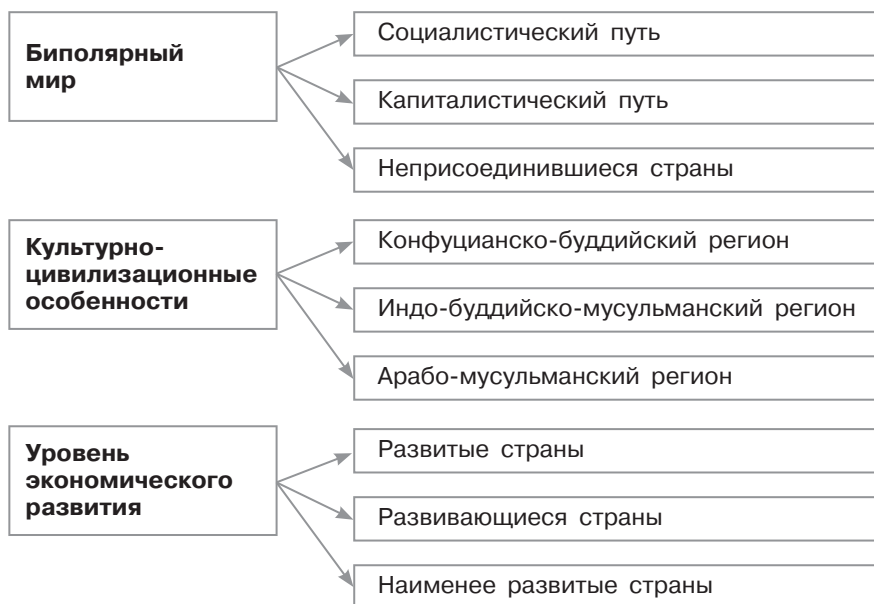 Биполярный
мир
Социалистический путь
Капиталистический путь
Неприсоединившиеся страны
Культурно-
цивилизационные
особенности
Конфуцианско-буддийский регион
Индо-буддийско-мусульманский регион
Арабо-мусульманский регион
Уровень
экономического
развития
Развитые страны
Развивающиеся страны
Наименее развитые страны